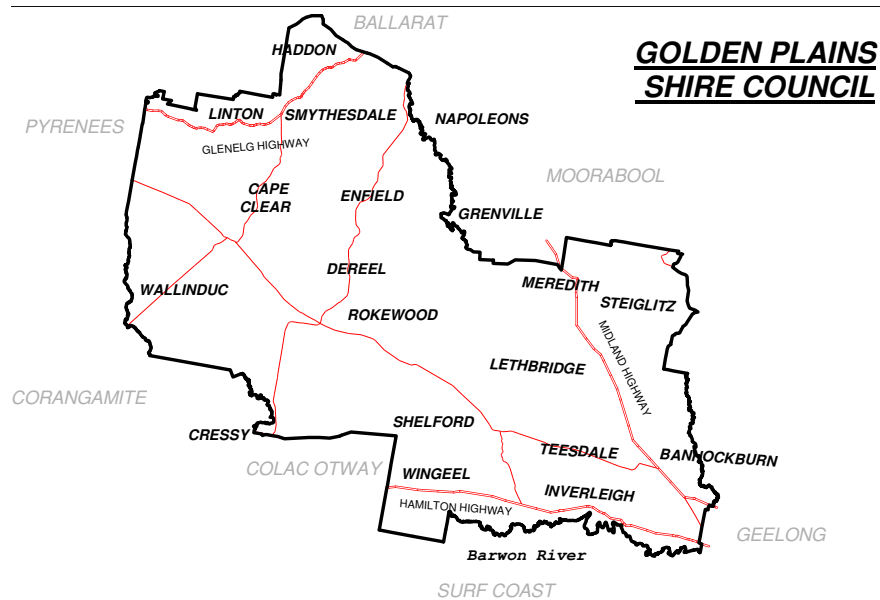 BALLARAT
GOLDEN PLAINS
SHIRE COUNCIL
HADDON
LINTON
SMYTHESDALE
NAPOLEONS
PYRENEES
GLENELG HIGHWAY
MOORABOOL
CAPE
CLEAR
ENFIELD
GRENVILLE
DEREEL
MEREDITH
WALLINDUC
STEIGLITZ
ROKEWOOD
MIDLAND HIGHWAY
LETHBRIDGE
CORANGAMITE
SHELFORD
CRESSY
TEESDALE
BANHOCKBURN
COLAC OTWAY
WINGEEL
INVERLEIGH
HAMILTON HIGHWAY
GEELONG
Barwon River
SURF COAST